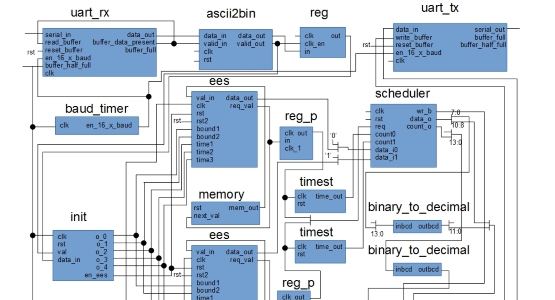 uart_rx
serial_in data_out
read_buffer buffer_data_present
reset_buffer buffer_full
en_16_x_baud
buffer_half_full
clk
rst
ascii2bin
data_in data_out
valid_in valid_out
clk
rst
reg
clk out
clk_en
in
uart_tx
data_in serial_out
write_buffer buffer_full
reset_buffer buffer_half_full
en_16_x_baud
clk
rst
baud_timer
clk en_16_x_baud
ees
val_in data_out
clk req_val
rst
rst2
bound1
bound2
time1
time2
time3
rst
reg_p
clk out
in
clk_1
'0'
'1'
scheduler
clk wr_b
rst data_o
req count_o
count0
count1
data_i0
data_i1
7:0
10:8
13:0
memory
rst mem_out
next_val
timest
clk time_out
rst
binary_to_decimal
inbcd outbcd
13:0
11:0
init
clk o_0
rst o_1
val o_2
data_in o_3
o_4
en_ees
ees
val_in data_out
clk req_val
rst
rst2
bound1
bound2
time1
rst
timest
clk time_out
rst
binary_to_decimal
inbcd outbcd
reg_p
clk out